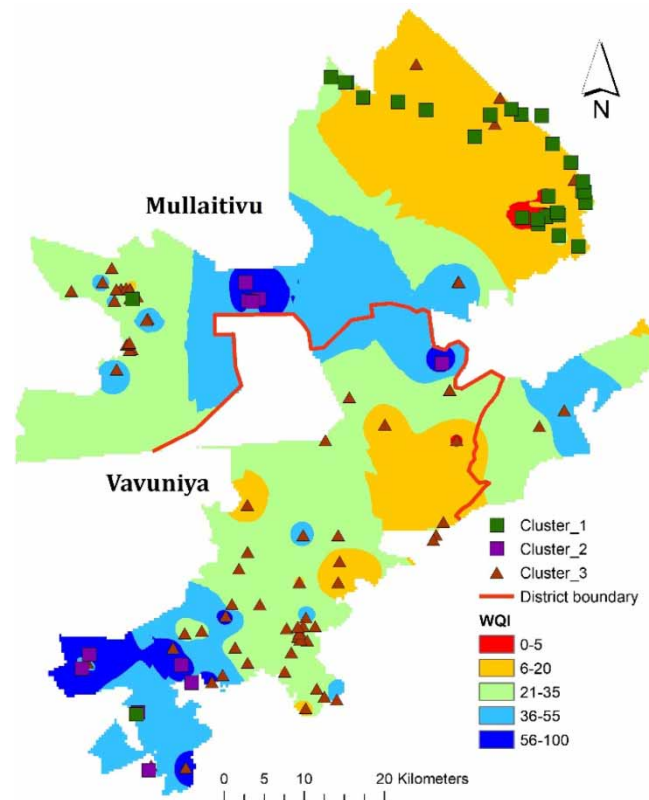 N
Mullaitivu
Vavuniya
Cluster_1
Cluster_2
Cluster_3
District boundary
WQI
0-5
6-20
21-35
36-55
56-100
0 5 10 20 Kilometers